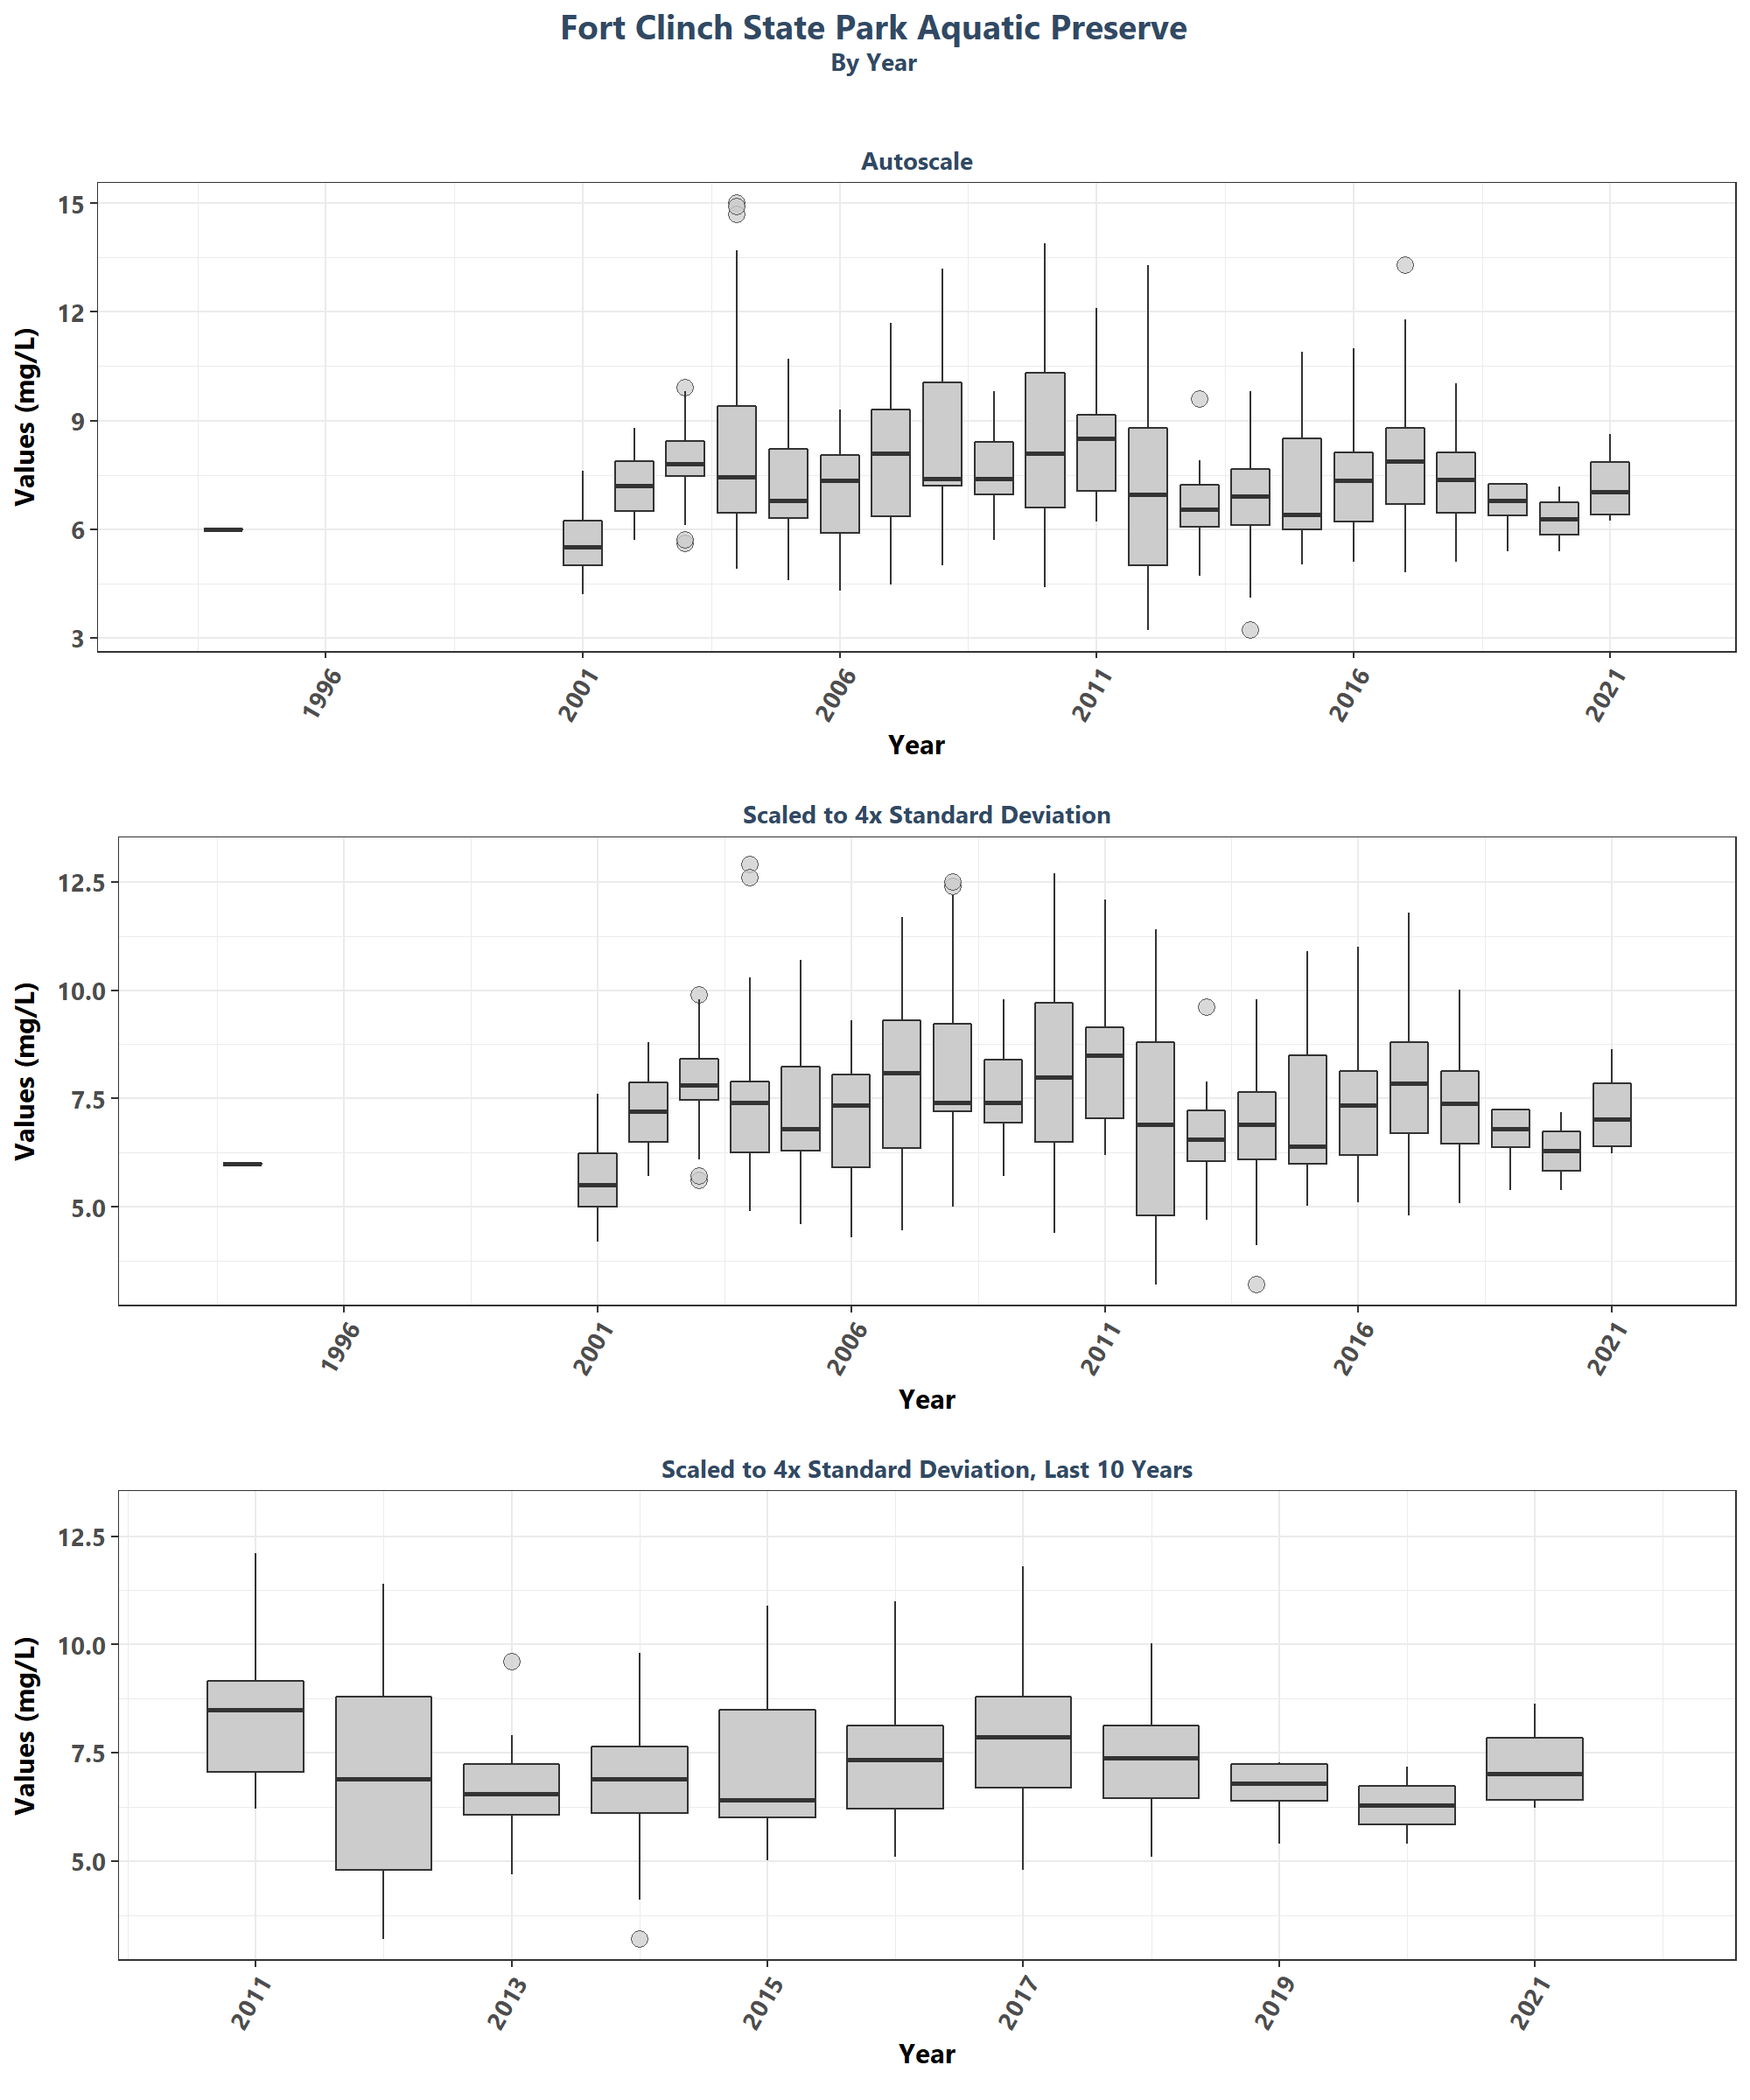 Fort Clinch State Park Aquatic Preserve
By Year
Autoscale
Values (mg/L)
15
12
9
6
3
1996
2001
2006
2011
2016
2021
Year
Scaled to 4x Standard Deviation
Values (mg/L)
12.5
10.0
7.5
5.0
1996
2001
2006
2011
2016
2021
Year
Scaled to 4x Standard Deviation, Last 10 Years
Values (mg/L)
12.5
10.0
7.5
5.0
2011
2013
2015
2017
2019
2021
Year